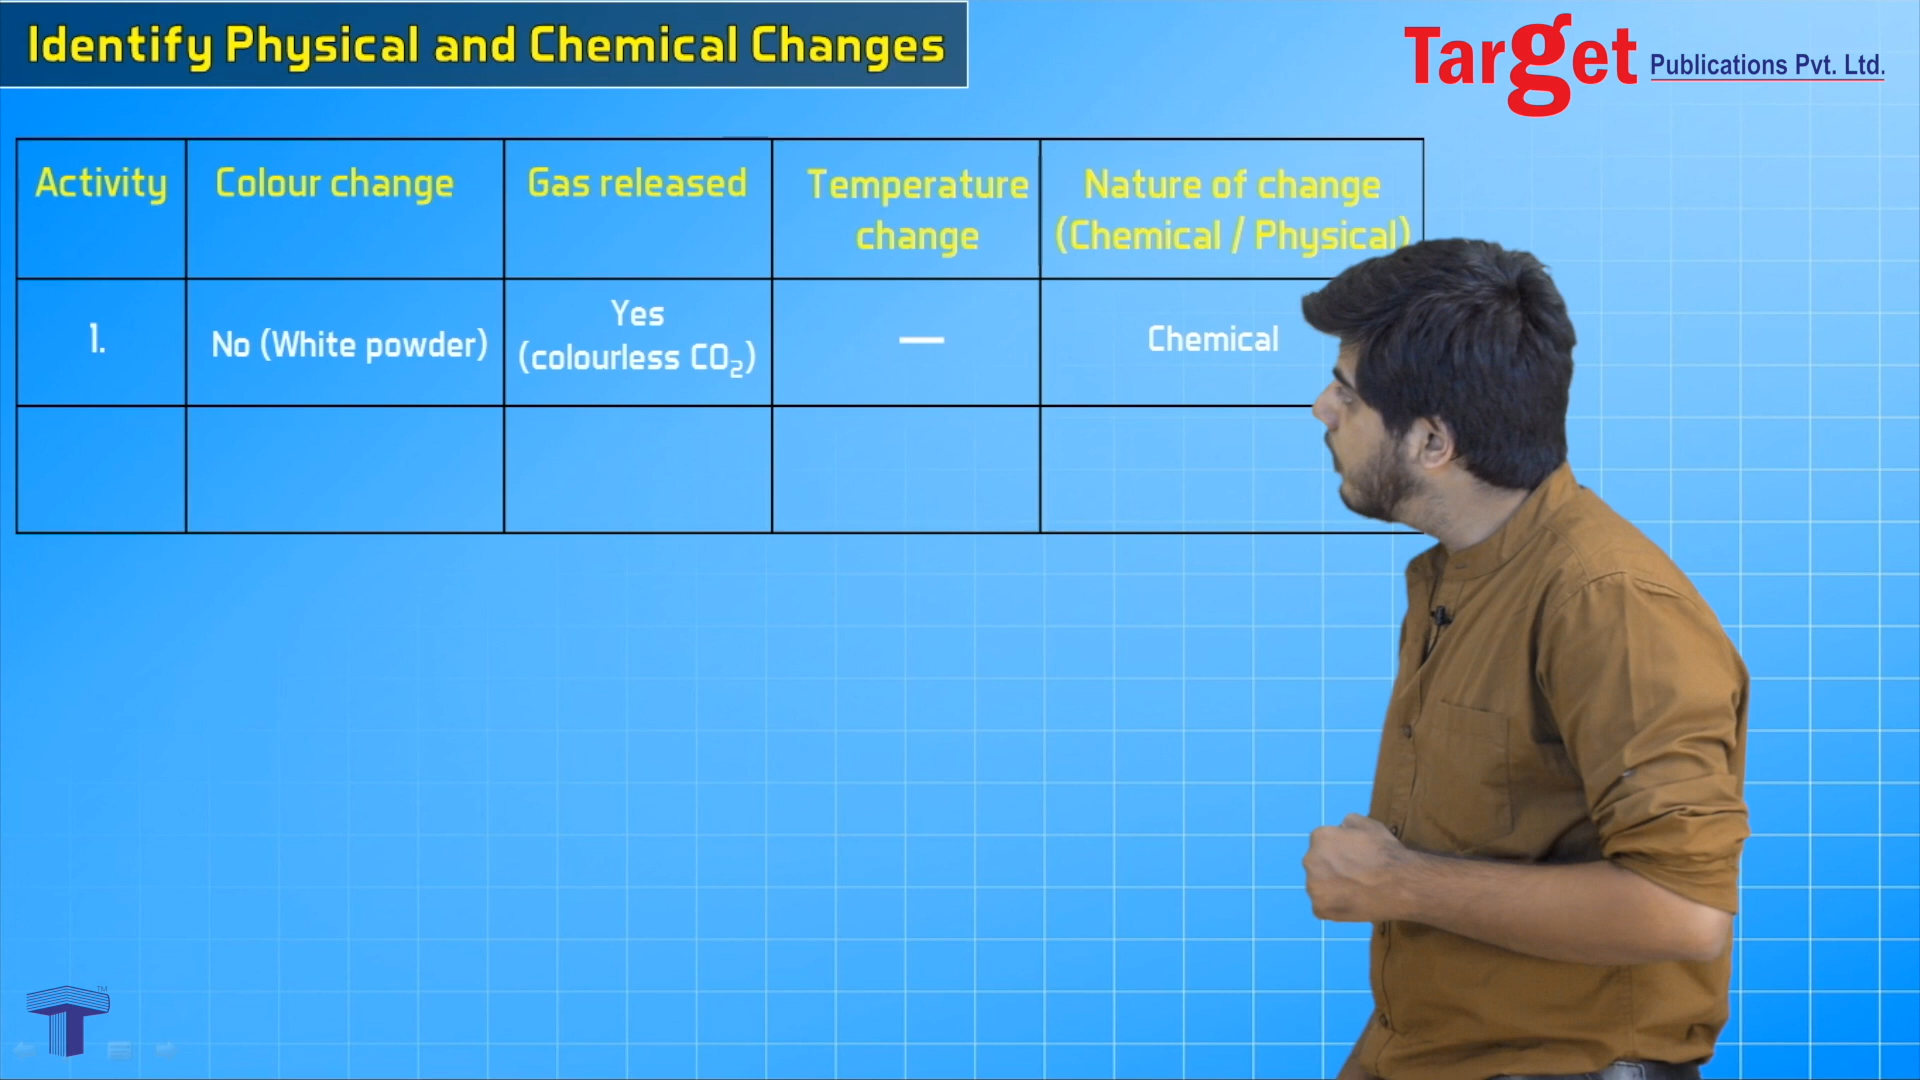 Identify Physical and Chemical Changes
Target Publications Pvt. Ltd.
Activity
Colour change
Gas released
Temperature
change
Nature of change
(Chemical / Physical)
1.
No (White powder)
Yes
(colourless CO₂)
—
Chemical
TM